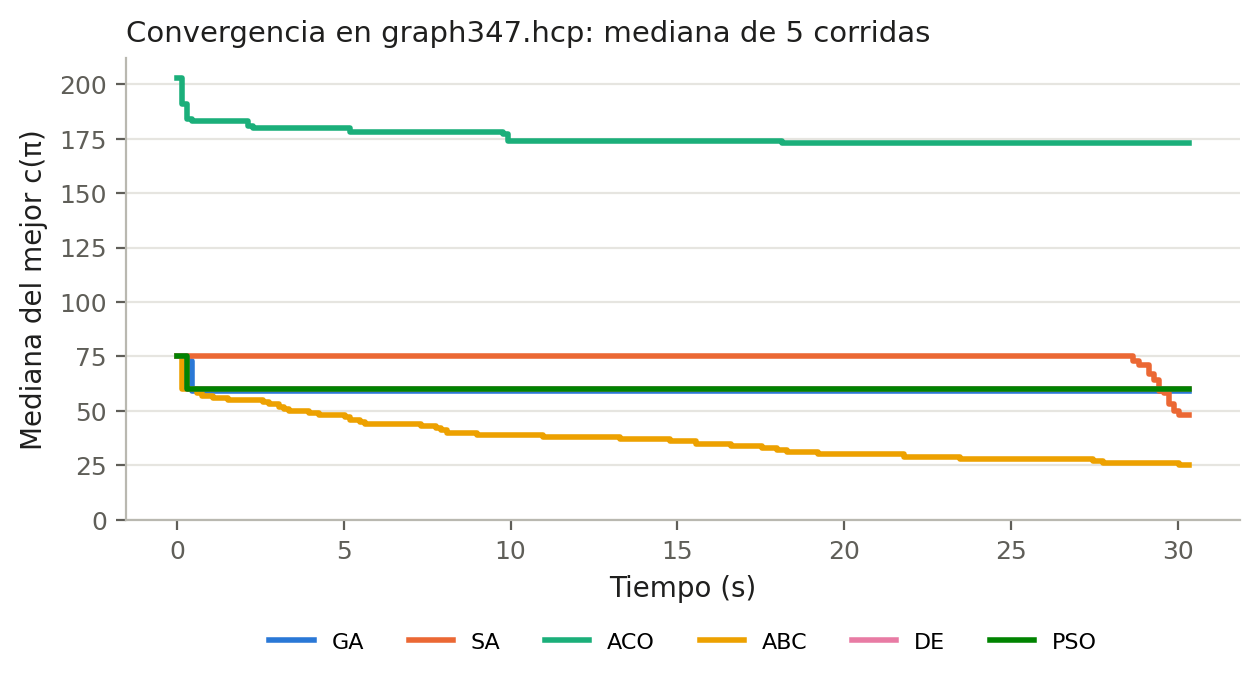 Convergencia en graph347.hcp: mediana de 5 corridas
Mediana del mejor c(π)
200
175
150
125
100
75
50
25
0
0 5 10 15 20 25 30
Tiempo (s)
GA SA ACO ABC DE PSO